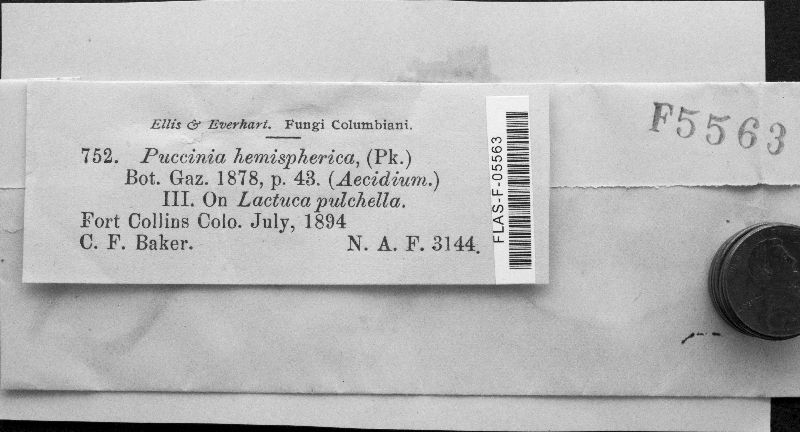 Ellis & Everhart. Fungi Columbiani.
752. Puccinia hemispherica, (Pk.)
Bot. Gaz. 1878, p. 43. (Aecidium.)
III. On Lactuca pulchella.
Fort Collins Colo. July, 1894
C. F. Baker. N. A. F. 3144.
FLAS-F-05563
F5563